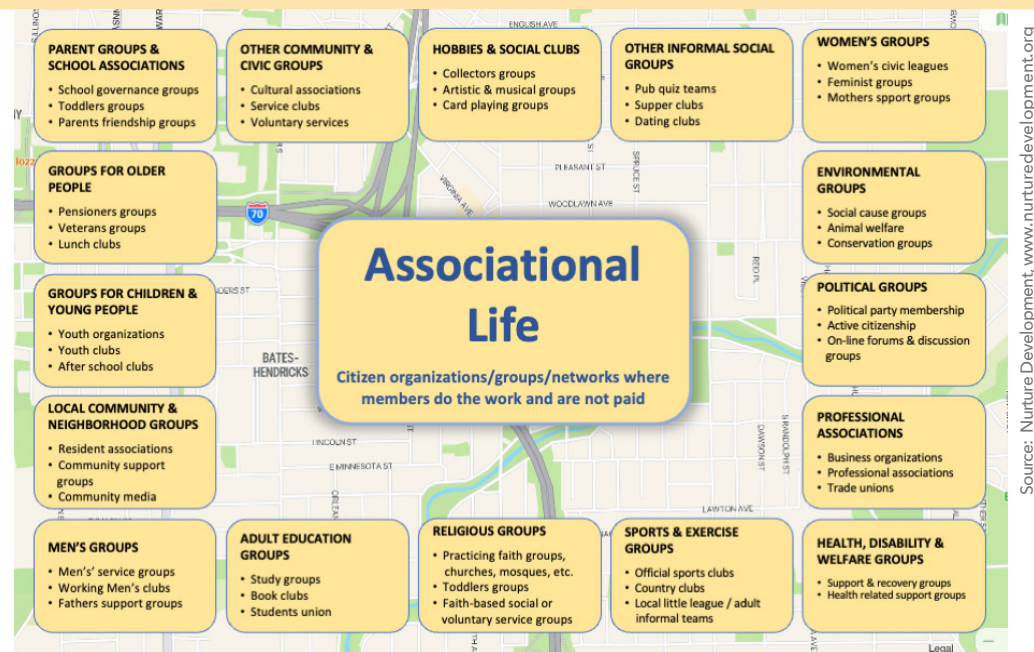 ENGLISH AVE
PARENT GROUPS &
SCHOOL ASSOCIATIONS
• School governance groups
• Toddlers groups
• Parents friendship groups
OTHER COMMUNITY &
CIVIC GROUPS
• Cultural associations
• Service clubs
• Voluntary services
HOBBIES & SOCIAL CLUBS
• Collectors groups
• Artistic & musical groups
• Card playing groups
OTHER INFORMAL SOCIAL
GROUPS
• Pub quiz teams
• Supper clubs
• Dating clubs
WOMEN'S GROUPS
• Women's civic leagues
• Feminist groups
• Mothers spport groups
GROUPS FOR OLDER
PEOPLE
• Pensioners groups
• Veterans groups
• Lunch clubs
70
VIRGINIA AVE
PLEASANT ST
SPRUCE ST
WOODLAWN AVE
ENVIRONMENTAL
GROUPS
• Social cause groups
• Animal welfare
• Conservation groups
GROUPS FOR CHILDREN &
YOUNG PEOPLE
• Youth organizations
• Youth clubs
• After school clubs
Associational
Life
Citizen organizations/groups/networks where
members do the work and are not paid
REID PL
POLITICAL GROUPS
• Political party membership
• Active citizenship
• On-line forums & discussion
groups
BATES-
HENDRICKS
LOCAL COMMUNITY &
NEIGHBORHOOD GROUPS
• Resident associations
• Community support
groups
• Community media
LINCOLN ST
E MINNESOTA ST
DAWSON ST
S RANDOLPH ST
LAWTON AVE
PROFESSIONAL
ASSOCIATIONS
• Business organizations
• Professional associations
• Trade unions
MEN'S GROUPS
• Men's' service groups
• Working Men's clubs
• Fathers support groups
ADULT EDUCATION
GROUPS
• Study groups
• Book clubs
• Students union
RELIGIOUS GROUPS
• Practicing faith groups,
churches, mosques, etc.
• Toddlers groups
• Faith-based social or
voluntary service groups
SPORTS & EXERCISE
GROUPS
• Official sports clubs
• Country clubs
• Local little league / adult
informal teams
HEALTH, DISABILITY &
WELFARE GROUPS
• Support & recovery groups
• Health related support groups
Legal
Source:: Nurture Development, www.nurturedevelopment.org